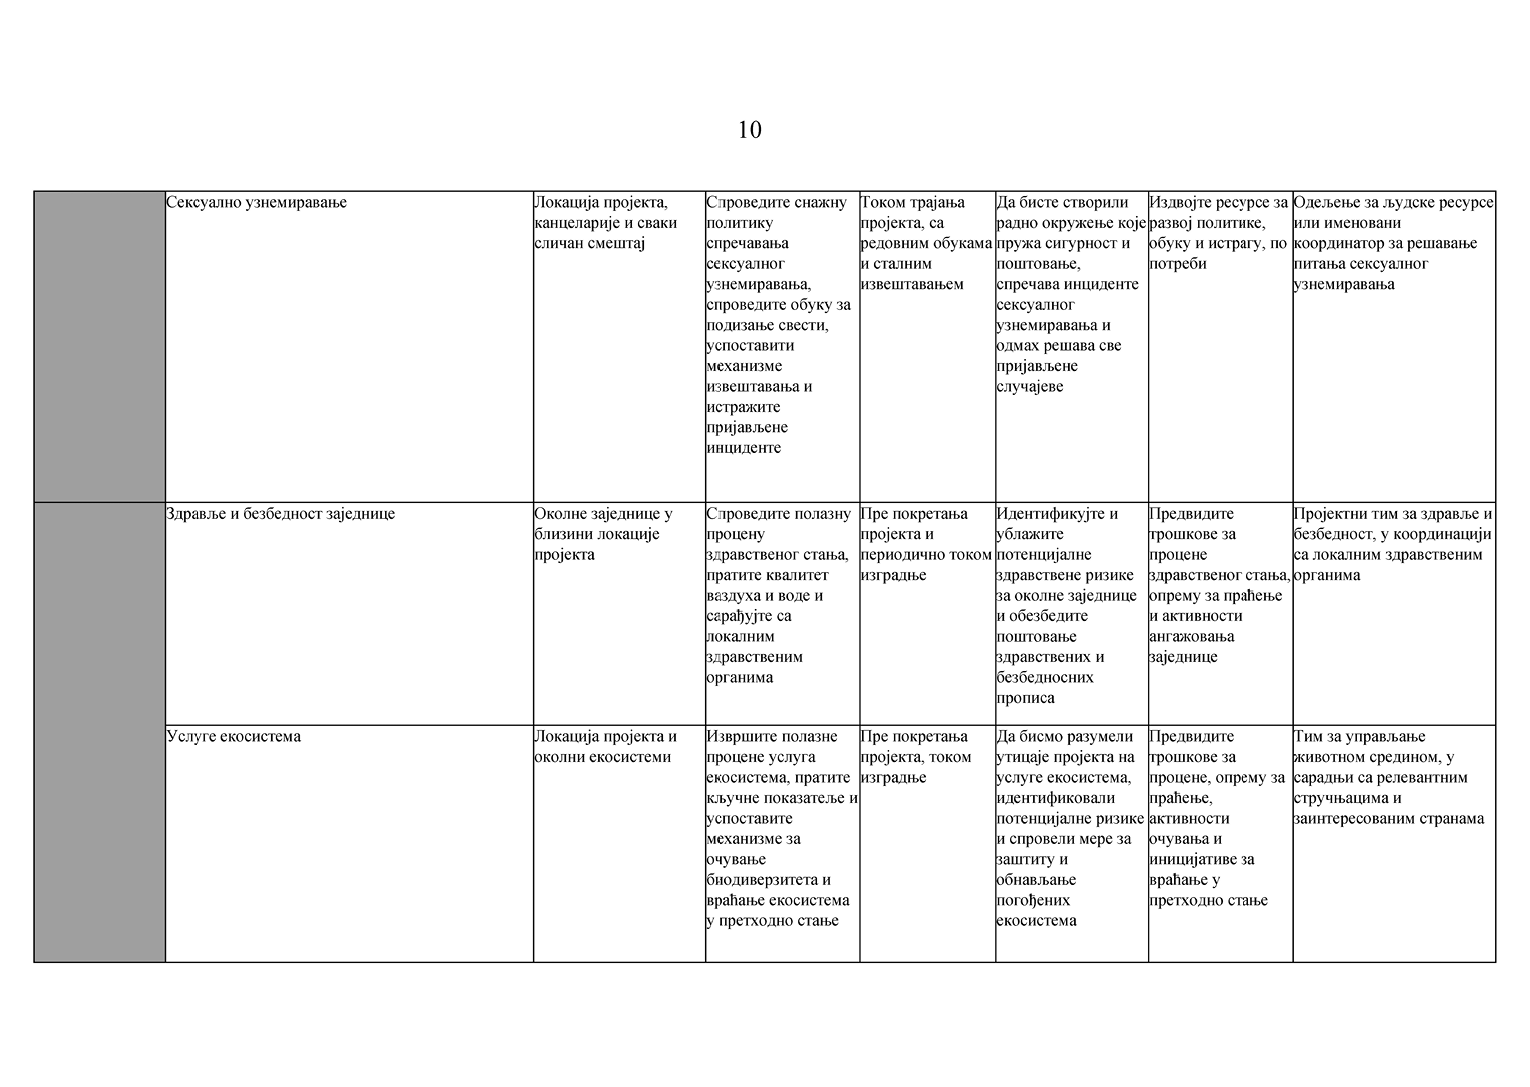 10
Сексуално узнемиравање
Локација пројекта,
канцеларије и сваки
сличан смештај
Спроведите снажну
политику
спречавања
сексуалног
узнемиравања,
спроведите обуку за
подизање свести,
успоставити
механизме
извештавања и
истражите
пријављене
инциденте
Током трајања
пројекта, са
редовним обукама
и сталним
извештавањем
Да бисте створили
радно окружење које
пружа сигурност и
поштовање,
спречава инциденте
сексуалног
узнемиравања и
одмах решава све
пријављене
случајеве
Издвојте ресурсе за
развој политике,
обуку и истрагу, по
потреби
Одељење за људске ресурсе
или именовани
координатор за решавање
питања сексуалног
узнемиравања
Здравље и безбедност заједнице
Околне заједнице у
близини локације
пројекта
Спроведите полазну
процену
здравственог стања,
пратите квалитет
ваздуха и воде и
сарађујте са
локалним
здравственим
органима
Пре покретања
пројекта и
периодично током
изградње
Идентификујте и
ублажите
потенцијалне
здравствене ризике
за околне заједнице
и обезбедите
поштовање
здравствених и
безбедносних
прописа
Предвидите
трошкове за
процене
здравственог стања,
опрему за праћење
и активности
ангажовања
заједнице
Пројектни тим за здравље и
безбедност, у координацији
са локалним здравственим
органима
Услуге екосистема
Локација пројекта и
околни екосистеми
Извршите полазне
процене услуга
екосистема, пратите
кључне показатеље и
успоставите
механизме за
очување
биодиверзитета и
враћање екосистема
у претходно стање
Пре покретања
пројекта, током
изградње
Да бисмо разумели
утицаје пројекта на
услуге екосистема,
идентификовали
потенцијалне ризике
и спровели мере за
заштиту и
обнављање
погођених
екосистема
Предвидите
трошкове за
процене, опрему за
праћење,
активности
очувања и
иницијативе за
враћање у
претходно стање
Тим за управљање
животном средином, у
сарадњи са релевантним
стручњацима и
заинтересованим странама